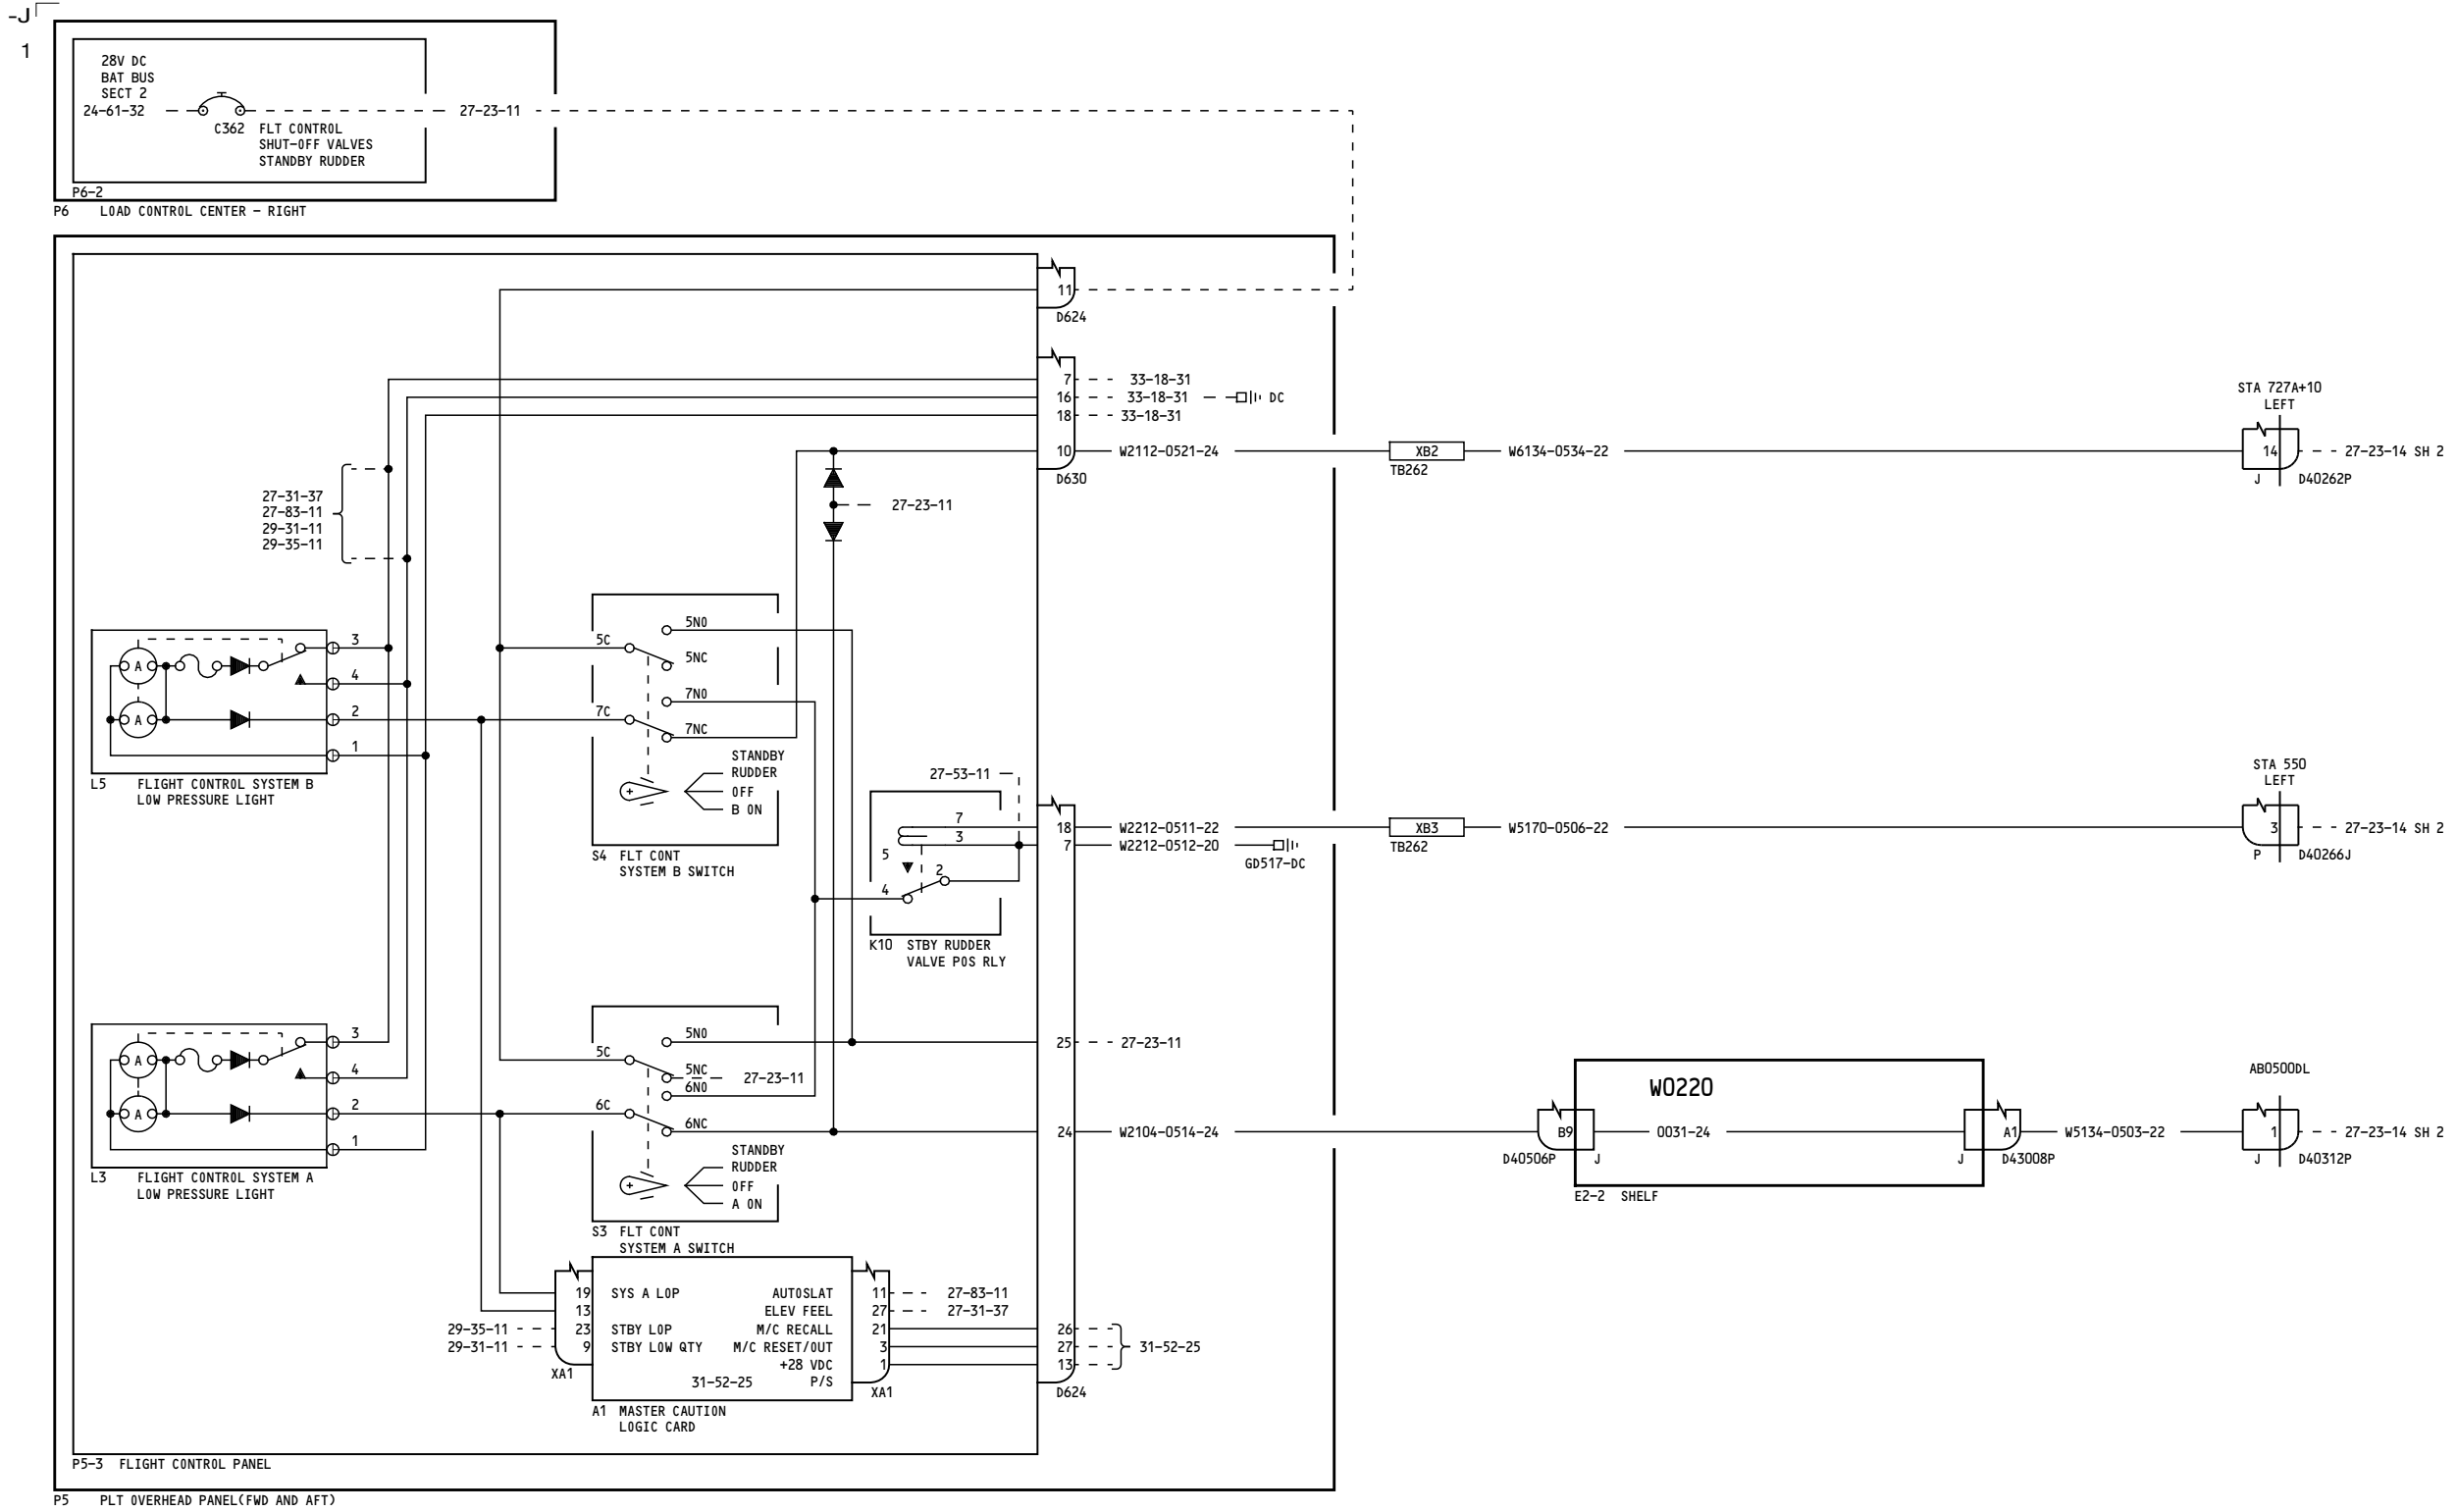 -J
1
28V DC
BAT BUS
SECT 2
24-61-32
C362 FLT CONTROL
SHUT-OFF VALVES
STANDBY RUDDER
27-23-11
P6-2
P6 LOAD CONTROL CENTER - RIGHT
11
D624
7 33-18-31
16 33-18-31 DC
18 33-18-31
10 W2112-0521-24
D630
XB2
TB262
W6134-0534-22
STA 727A+10
LEFT
14
J D40262P
27-23-14 SH 2
27-23-11
27-31-37
27-83-11
29-31-11
29-35-11
A
A
3
4
2
1
L5 FLIGHT CONTROL SYSTEM B
LOW PRESSURE LIGHT
5NO
5C
5NC
7NO
7C
7NC
STANDBY
RUDDER
OFF
B ON
S4 FLT CONT
SYSTEM B SWITCH
27-53-11
7
3
5
2
4
K10 STBY RUDDER
VALVE POS RLY
18 W2212-0511-22
7 W2212-0512-20
GD517-DC
XB3
TB262
W5170-0506-22
STA 550
LEFT
3
P D40266J
27-23-14 SH 2
A
A
3
4
2
1
L3 FLIGHT CONTROL SYSTEM A
LOW PRESSURE LIGHT
5NO
5C
5NC 27-23-11
6NO
6C
6NC
STANDBY
RUDDER
OFF
A ON
S3 FLT CONT
SYSTEM A SWITCH
25 27-23-11
24 W2104-0514-24
B9
D40506P J
W0220
0031-24
A1
J D43008P
E2-2 SHELF
W5134-0503-22
AB0500DL
1
J D40312P
27-23-14 SH 2
19 SYS A LOP AUTOSLAT 11 27-83-11
13 ELEV FEEL 27 27-31-37
29-35-11 23 STBY LOP M/C RECALL 21
29-31-11 9 STBY LOW QTY M/C RESET/OUT 3
+28 VDC 1
XA1 31-52-25 P/S XA1
26
27 31-52-25
13
D624
A1 MASTER CAUTION
LOGIC CARD
P5-3 FLIGHT CONTROL PANEL
P5 PLT OVERHEAD PANEL(FWD AND AFT)